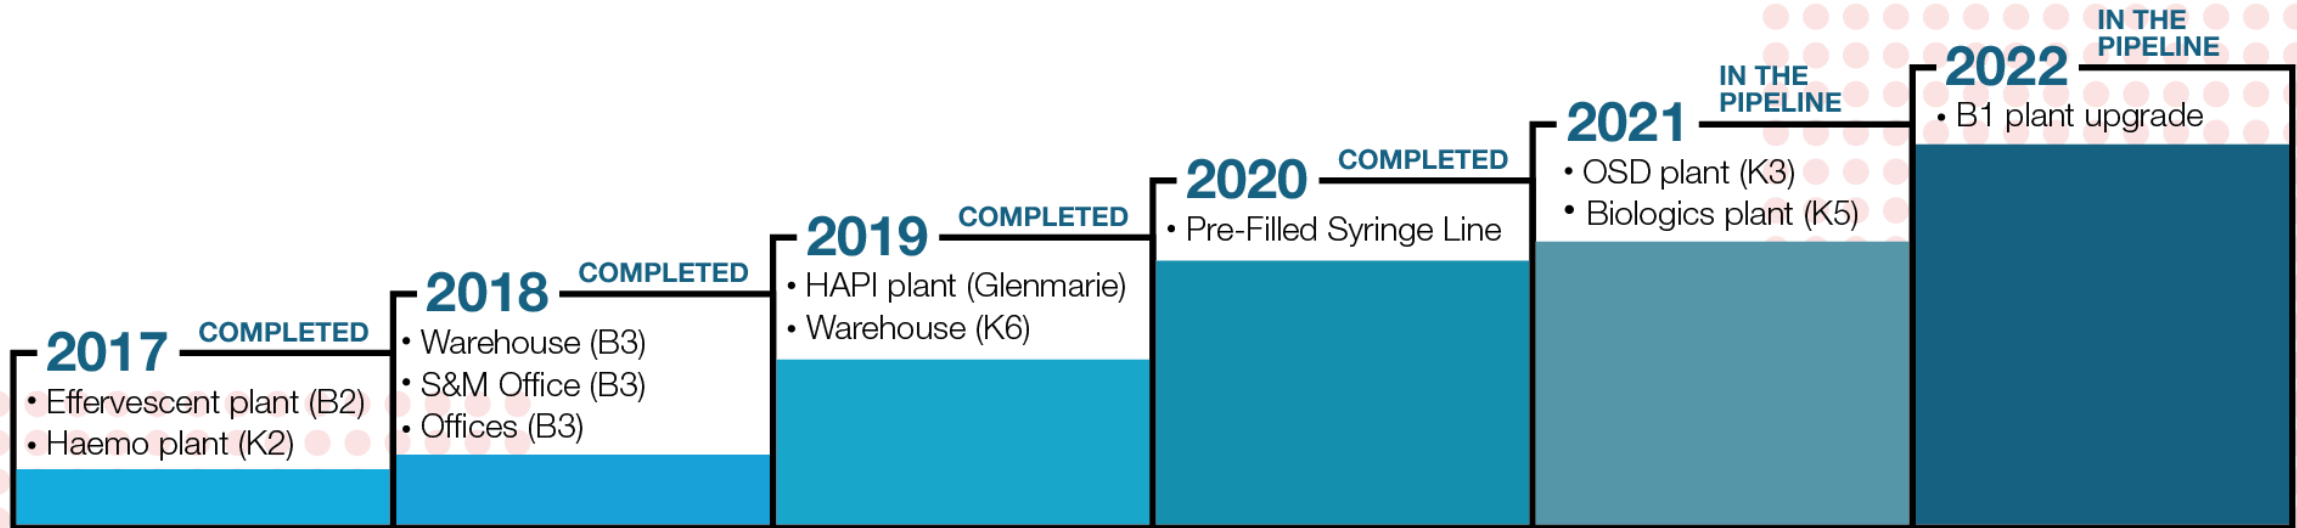 2017 COMPLETED
• Effervescent plant (B2)
• Haemo plant (K2)
2018 COMPLETED
• Warehouse (B3)
• S&M Office (B3)
• Offices (B3)
2019 COMPLETED
• HAPI plant (Glenmarie)
• Warehouse (K6)
2020 COMPLETED
• Pre-Filled Syringe Line
2021 IN THE
PIPELINE
• OSD plant (K3)
• Biologics plant (K5)
2022 IN THE
PIPELINE
• B1 plant upgrade